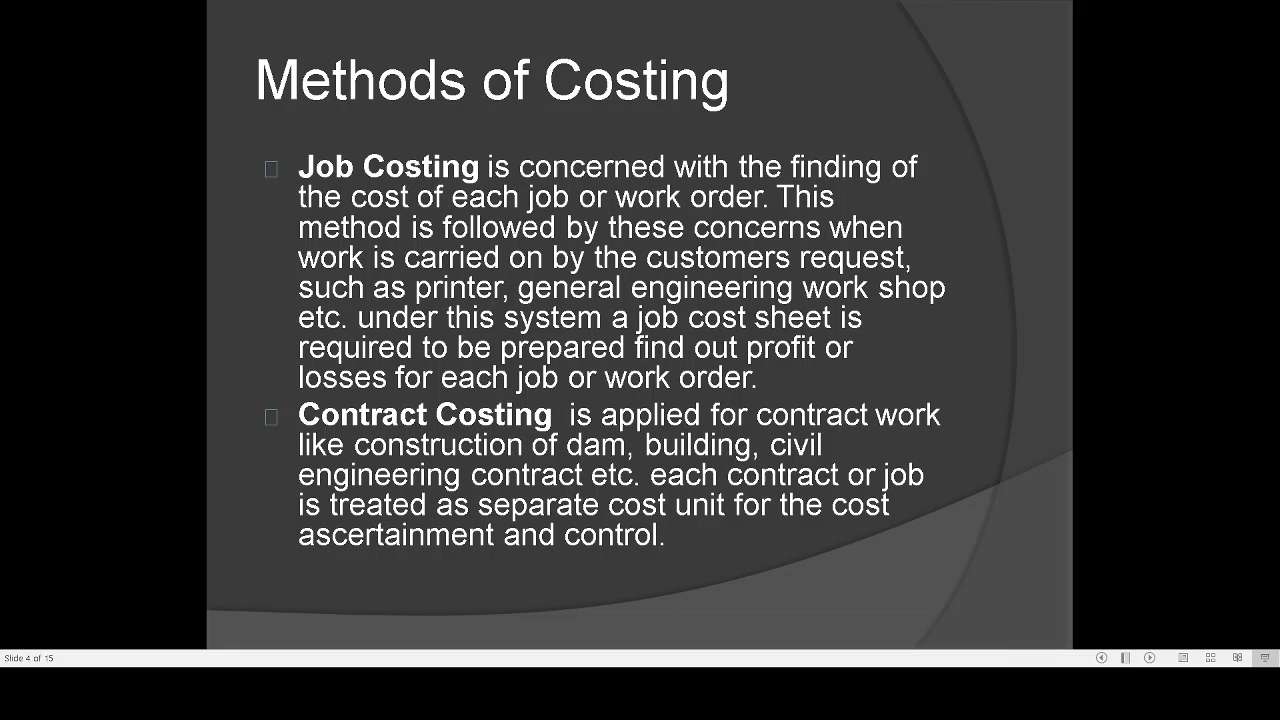 Methods of Costing
Job Costing is concerned with the finding of
the cost of each job or work order. This
method is followed by these concerns when
work is carried on by the customers request,
such as printer, general engineering work shop
etc. under this system a job cost sheet is
required to be prepared find out profit or
losses for each job or work order.
Contract Costing is applied for contract work
like construction of dam, building, civil
engineering contract etc. each contract or job
is treated as separate cost unit for the cost
ascertainment and control.
Slide 4 of 15